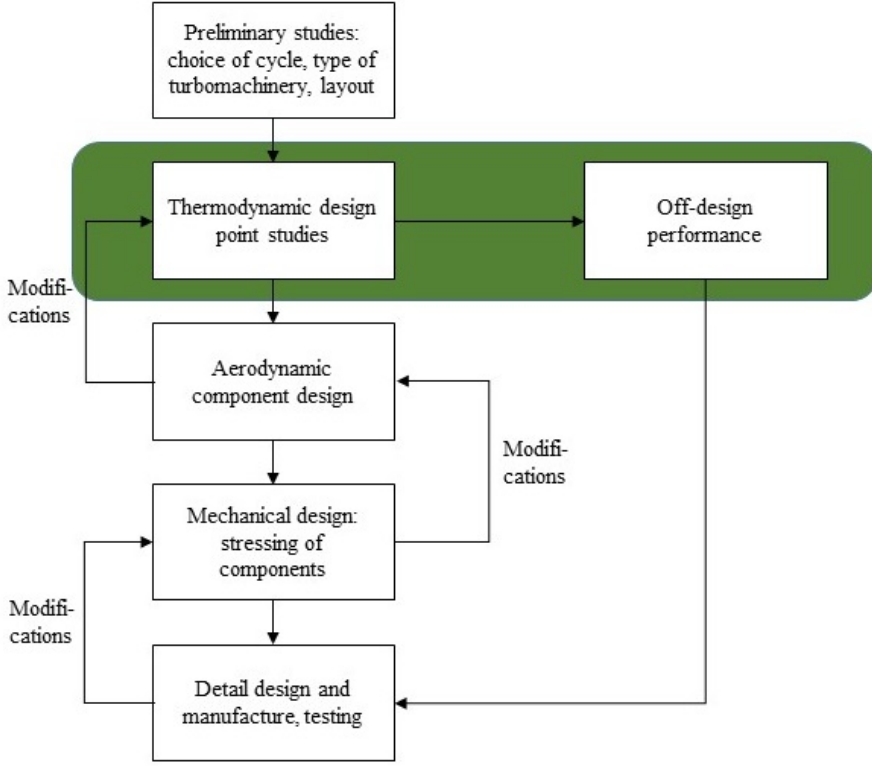 Preliminary studies:
choice of cycle, type of
turbomachinery, layout
Thermodynamic design
point studies
Off-design
performance
Modifi-
cations
Aerodynamic
component design
Modifi-
cations
Mechanical design:
stressing of
components
Modifi-
cations
Detail design and
manufacture, testing